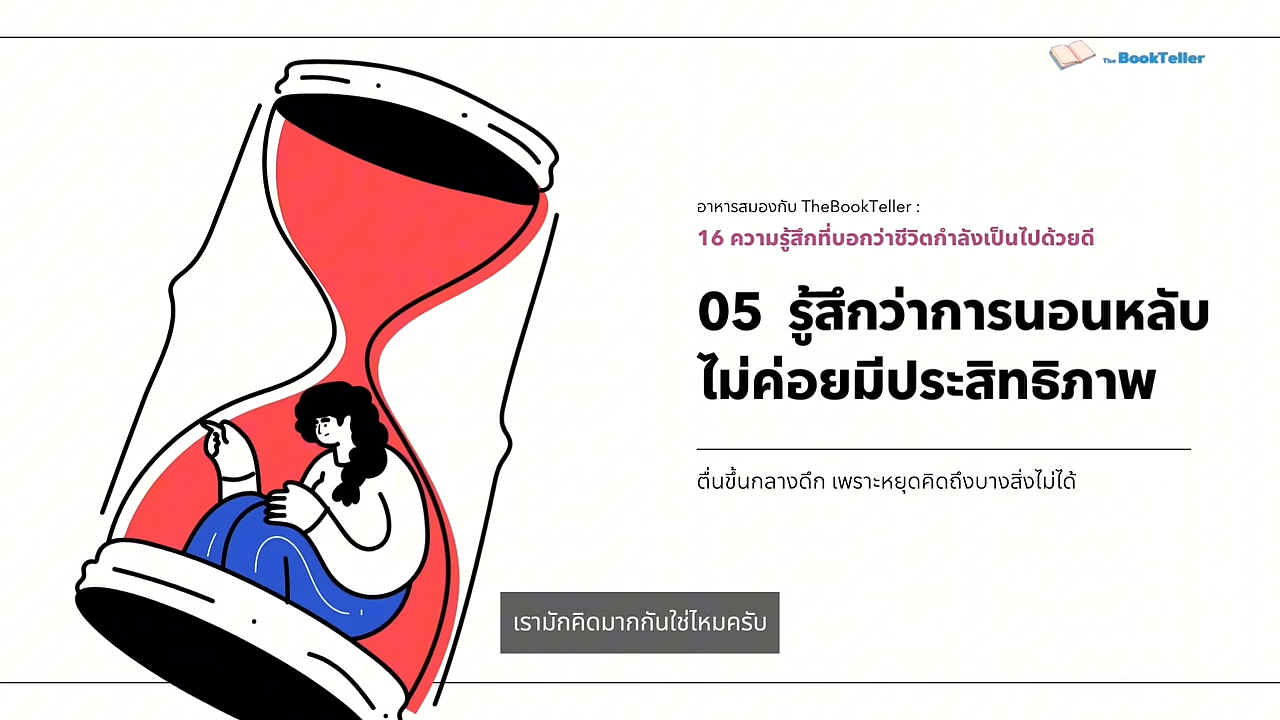 The BookTeller
อาหารสมองกับ TheBookTeller :
16 ความรู้สึกที่บอกว่าชีวิตกำลังเป็นไปด้วยดี
05 รู้สึกว่าการนอนหลับ
ไม่ค่อยมีประสิทธิภาพ
ตื่นขึ้นกลางดึก เพราะหยุดคิดถึงบางสิ่งไม่ได้
เรามักคิดมากกันใช่ไหมครับ